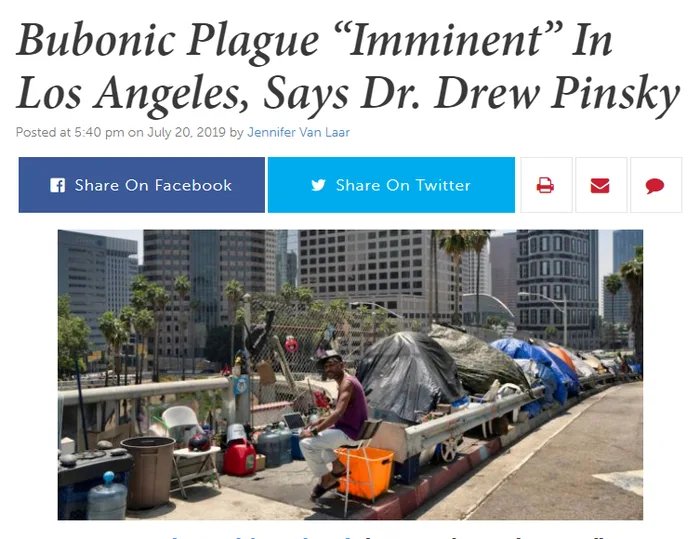 Bubonic Plague “Imminent” In
Los Angeles, Says Dr. Drew Pinsky
Posted at 5:40 pm on July 20, 2019 by Jennifer Van Laar
Share On Facebook
Share On Twitter